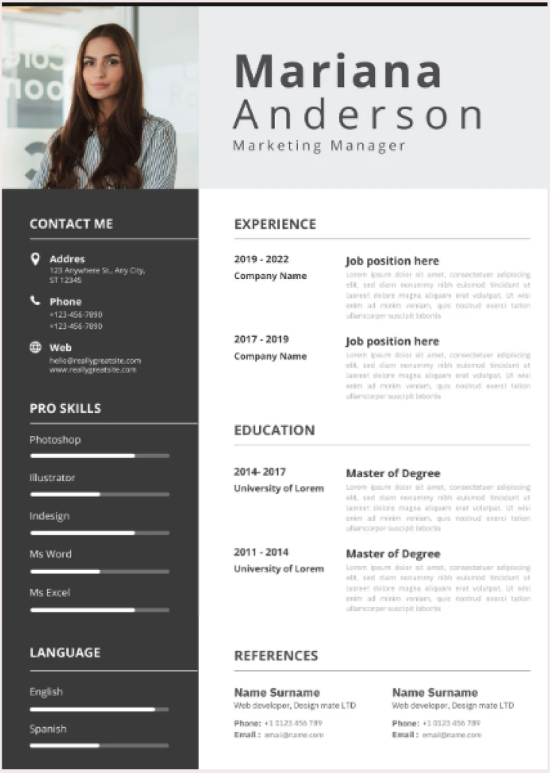 Mariana
Anderson
Marketing Manager
CONTACT ME
Addres
123 Anywhere St., Any City,
ST 12345
Phone
+123-456-7890
+123-456-7890
Web
hello@reallygreatsite.com
www.reallygreatsite.com
PRO SKILLS
Photoshop
Illustrator
Indesign
Ms Word
Ms Excel
LANGUAGE
English
Spanish
EXPERIENCE
2019 - 2022
Company Name
Job position here
Lorem ipsum dolor sit amet, consectetuer adipiscing
elit, sed diam nonummy nibh euismod tincidunt ut
laoreet dolore magna aliquam erat volutpat. Ut wisi
enim ad minim veniam, quis nostrud exerci tation
ullamcorper suscipit lobortis
2017 - 2019
Company Name
Job position here
Lorem ipsum dolor sit amet, consectetuer adipiscing
elit, sed diam nonummy nibh euismod tincidunt ut
laoreet dolore magna aliquam erat volutpat. Ut wisi
enim ad minim veniam, quis nostrud exerci tation
ullamcorper suscipit lobortis
EDUCATION
2014- 2017
University of Lorem
Master of Degree
Lorem ipsum dolor sit amet, consectetuer adipiscing
elit, sed diam nonummy nibh euismod tincidunt ut
laoreet dolore magna aliquam erat volutpat. Ut wisi
enim ad minim veniam, quis nostrud exerci tation
ullamcorper suscipit lobortis
2011 - 2014
University of Lorem
Master of Degree
Lorem ipsum dolor sit amet, consectetuer adipiscing
elit, sed diam nonummy nibh euismod tincidunt ut
laoreet dolore magna aliquam erat volutpat. Ut wisi
enim ad minim veniam, quis nostrud exerci tation
ullamcorper suscipit lobortis
REFERENCES
Name Surname
Web developer, Design mate LTD
Phone: +1 0123 456 789
Email : email@name.com
Name Surname
Web developer, Design mate LTD
Phone: +1 0123 456 789
Email : email@name.com